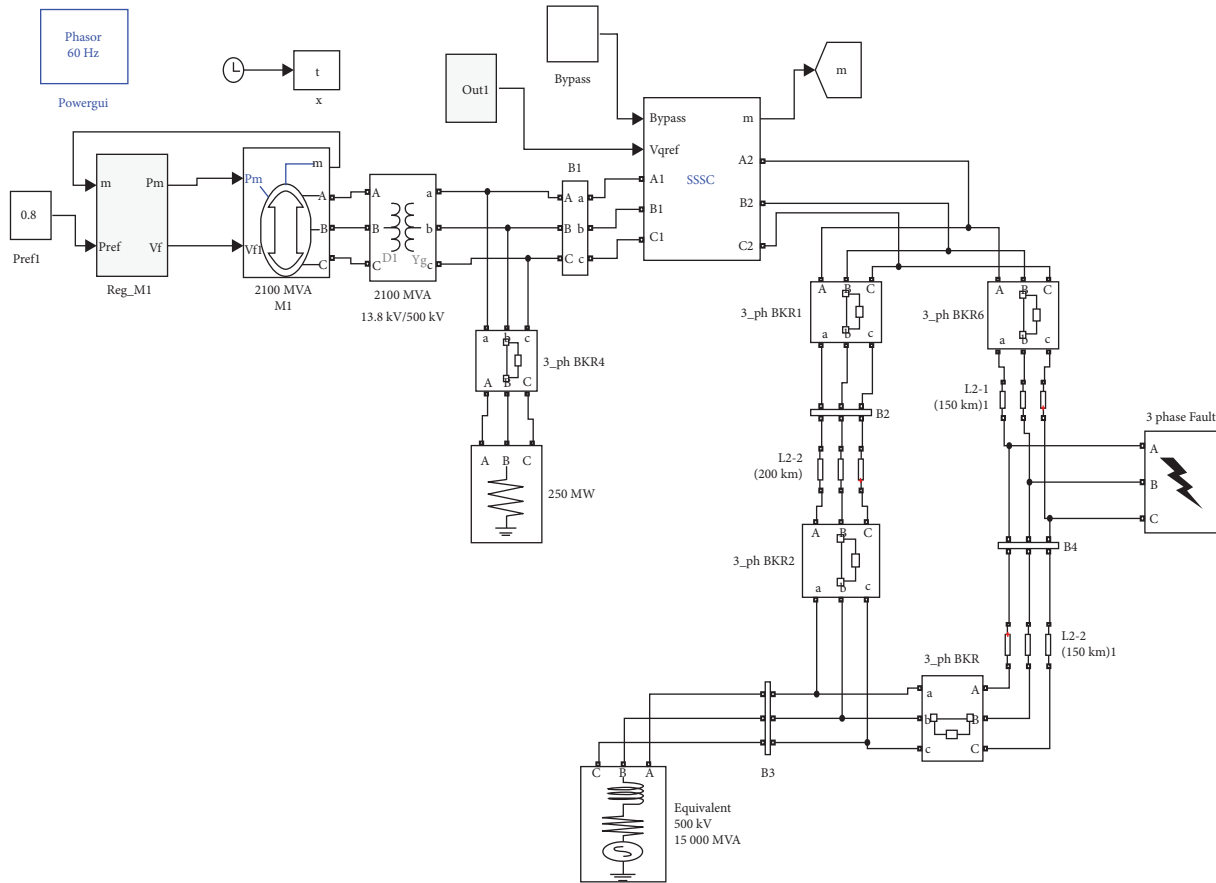 Phasor
60 Hz
Powergui
t
x
Out1
Bypass
m
Bypass
Vqref
A1
B1
C1
SSSC
m
A2
B2
C2
0.8
Pref1
m
Pref
Pm
Vf
Reg_M1
Pm
Vf1
m
A
B
C
2100 MVA
M1
A
B
C
D1
Yg
a
b
c
2100 MVA
13.8 kV/500 kV
B1
A a
B b
C c
a b c
A B C
3_ph BKR4
A B C
250 MW
A B C
3_ph BKR1
a b c
A B C
3_ph BKR6
a b c
B2
L2-1
(150 km)1
3 phase Fault
A
B
C
L2-2
(200 km)
A B C
3_ph BKR2
a b c
B4
L2-2
(150 km)1
3_ph BKR
a A
b B
c C
B3
C B A
Equivalent
500 kV
15 000 MVA